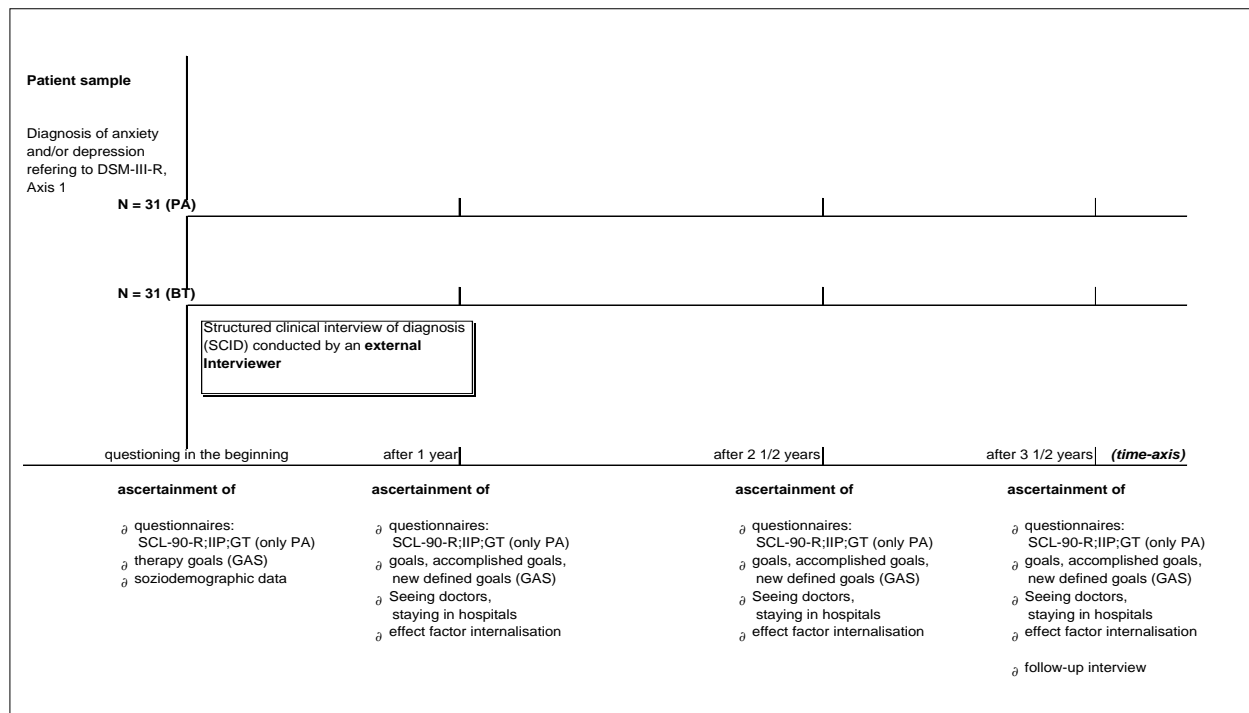 Patient sample
Diagnosis of anxiety
and/or depression
refering to DSM-III-R,
Axis 1
N = 31 (PA)
N = 31 (BT)
Structured clinical interview of diagnosis
(SCID) conducted by an external
Interviewer
questioning in the beginning
after 1 year
after 2 1/2 years
after 3 1/2 years
(time-axis)
ascertainment of
∂ questionnaires:
SCL-90-R;IIP;GT (only PA)
∂ therapy goals (GAS)
∂ soziodemographic data
ascertainment of
∂ questionnaires:
SCL-90-R;IIP;GT (only PA)
∂ goals, accomplished goals,
new defined goals (GAS)
∂ Seeing doctors,
staying in hospitals
∂ effect factor internalisation
ascertainment of
∂ questionnaires:
SCL-90-R;IIP;GT (only PA)
∂ goals, accomplished goals,
new defined goals (GAS)
∂ Seeing doctors,
staying in hospitals
∂ effect factor internalisation
ascertainment of
∂ questionnaires:
SCL-90-R;IIP;GT (only PA)
∂ goals, accomplished goals,
new defined goals (GAS)
∂ Seeing doctors,
staying in hospitals
∂ effect factor internalisation
∂ follow-up interview